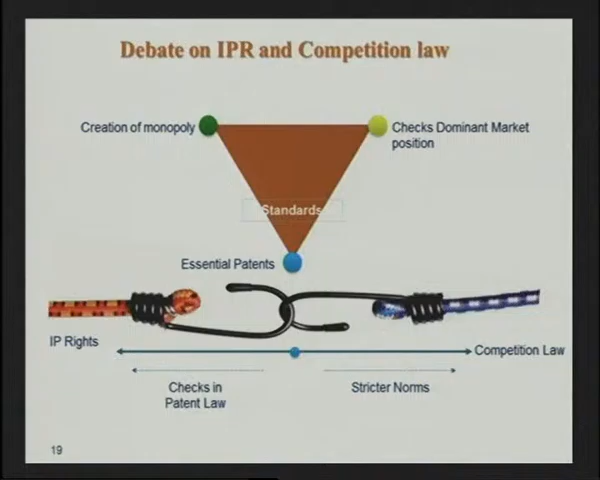 Debate on IPR and Competition law
Creation of monopoly
Checks Dominant Market
position
Standards
Essential Patents
IP Rights
Competition Law
Checks in
Patent Law
Stricter Norms
19